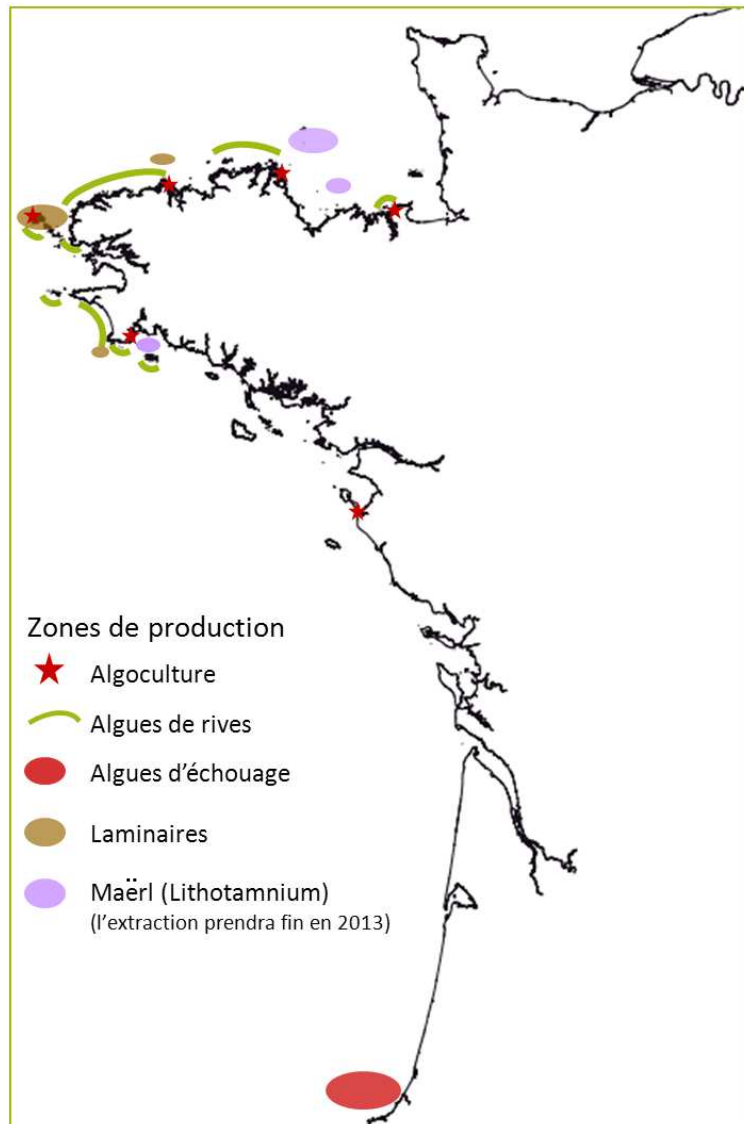 Zones de production
Algoculture
Algues de rives
Algues d'échouage
Laminaires
Maërl (Lithotamnium)
(l'extraction prendra fin en 2013)